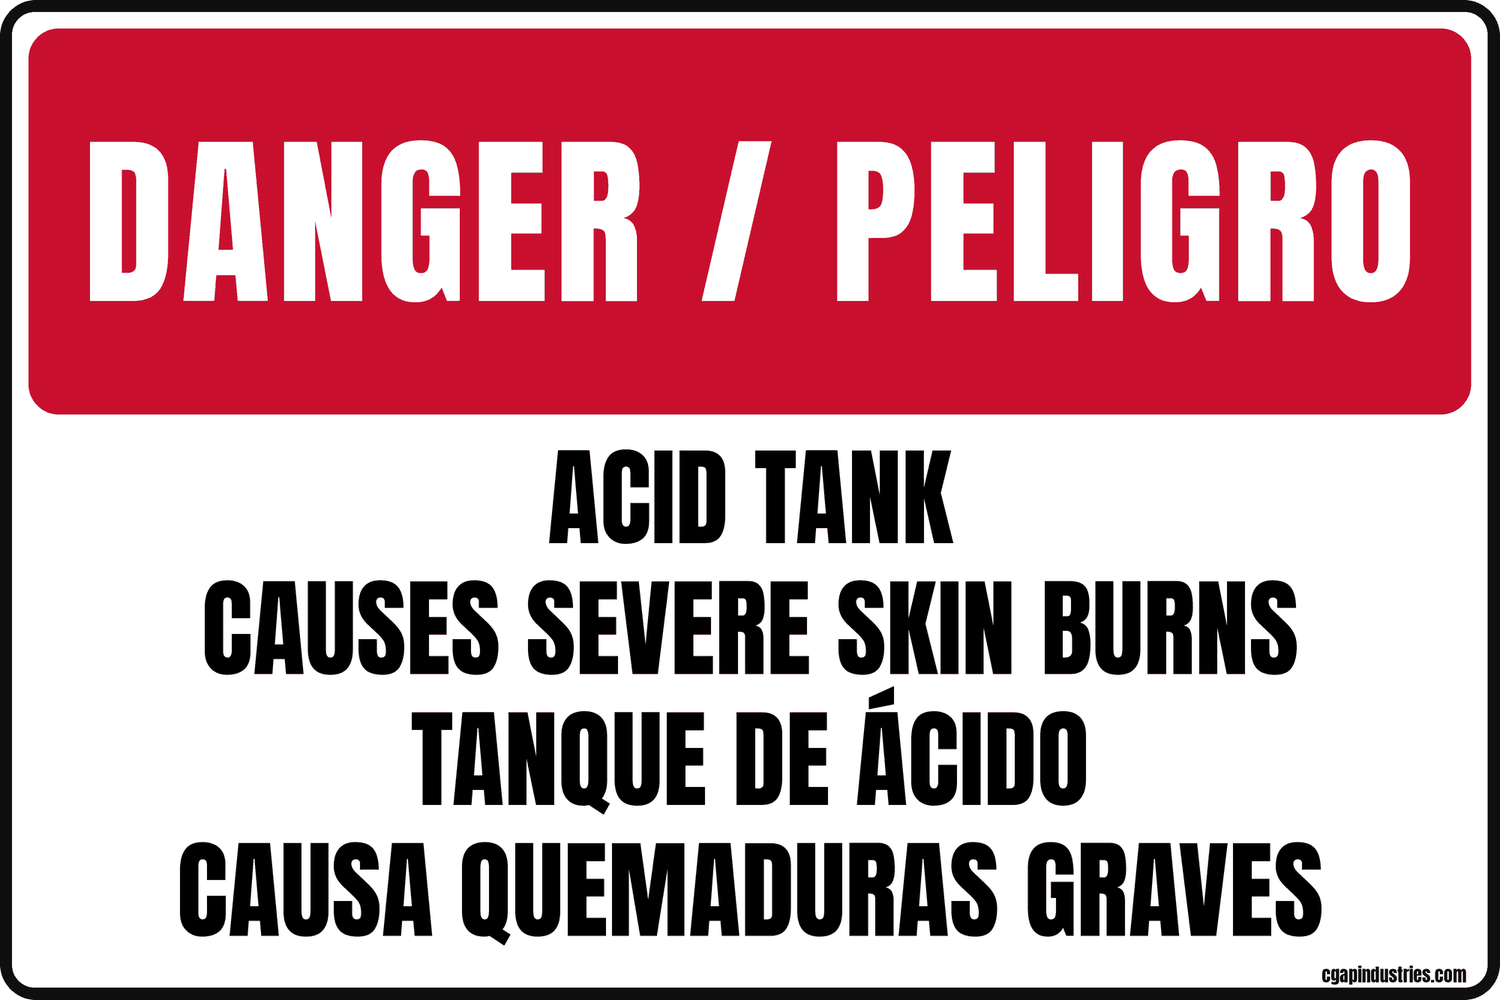 DANGER / PELIGRO
ACID TANK
CAUSES SEVERE SKIN BURNS
TANQUE DE ÁCIDO
CAUSA QUEMADURAS GRAVES
cgapindustries.com